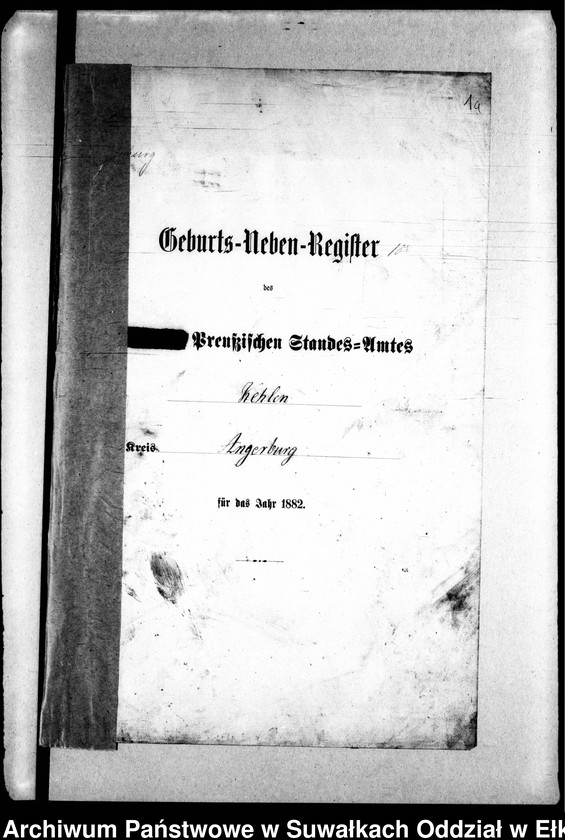 1a
Geburts-Neben-Register
des
Preußischen Standes-Amtes
Kehlen
Kreis Angerburg
für das Jahr 1882.
Archiwum Państwowe w Suwałkach Oddział w Ełk